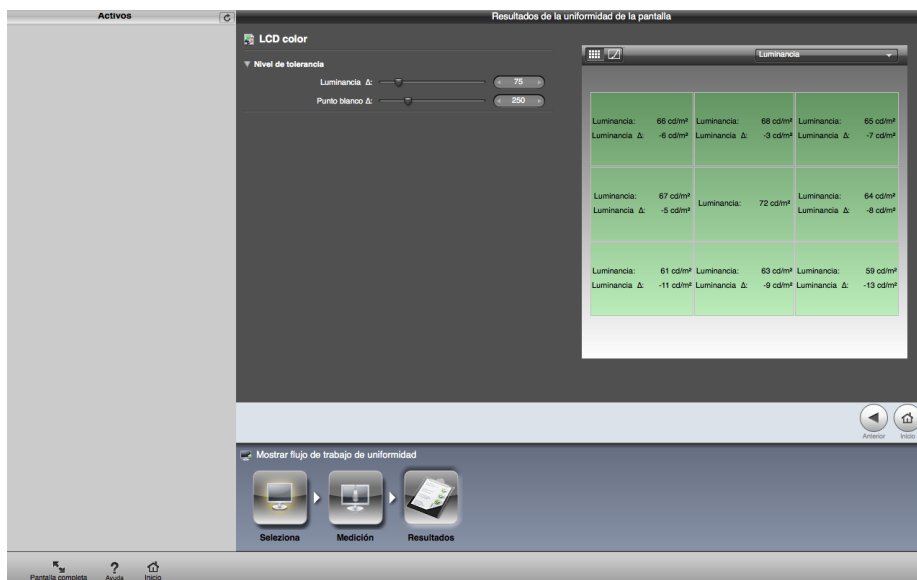 Activos
Resultados de la uniformidad de la pantalla
LCD color
Nivel de tolerancia
Luminancia Δ: 75
Punto blanco Δ: 250
Luminancia
Luminancia: 66 cd/m² Luminancia: 68 cd/m² Luminancia: 65 cd/m²
Luminancia Δ: -6 cd/m² Luminancia Δ: -3 cd/m² Luminancia Δ: -7 cd/m²
Luminancia: 67 cd/m² Luminancia: 72 cd/m² Luminancia: 64 cd/m²
Luminancia Δ: -5 cd/m² Luminancia Δ: -8 cd/m²
Luminancia: 61 cd/m² Luminancia: 63 cd/m² Luminancia: 59 cd/m²
Luminancia Δ: -11 cd/m² Luminancia Δ: -9 cd/m² Luminancia Δ: -13 cd/m²
Anterior Inicio
Mostrar flujo de trabajo de uniformidad
Seleziona Medición Resultados
Pantalla completa Ayuda Inicio